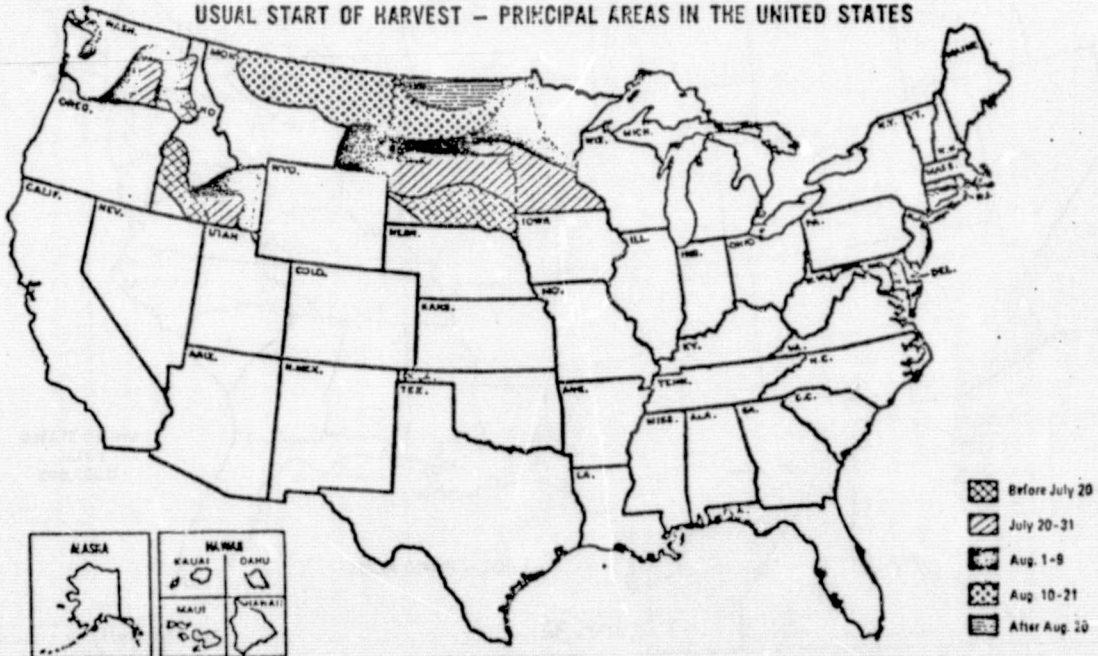 USUAL START OF HARVEST – PRINCIPAL AREAS IN THE UNITED STATES
WASH.
MON
MAINE
OREG.
WIS.
MICH.
N.Y.
VT.
N.H.
MASS.
R.I.
CALIF.
NEV.
WYO.
UTAH
IOWA
NEBR.
ILL.
IND.
OHIO
PA.
DEL.
COLO.
KANS.
MO.
KY.
VA.
N.C.
ARIZ.
N.MEX.
TEX.
ARK.
TENN.
S.C.
MISS.
ALA.
GA.
LA.
FLA.
Before July 20
July 20-31
Aug. 1-9
Aug. 10-21
After Aug. 20
ALASKA
HAWAII
KAUAI
OAHU
MAUI
HAWAII